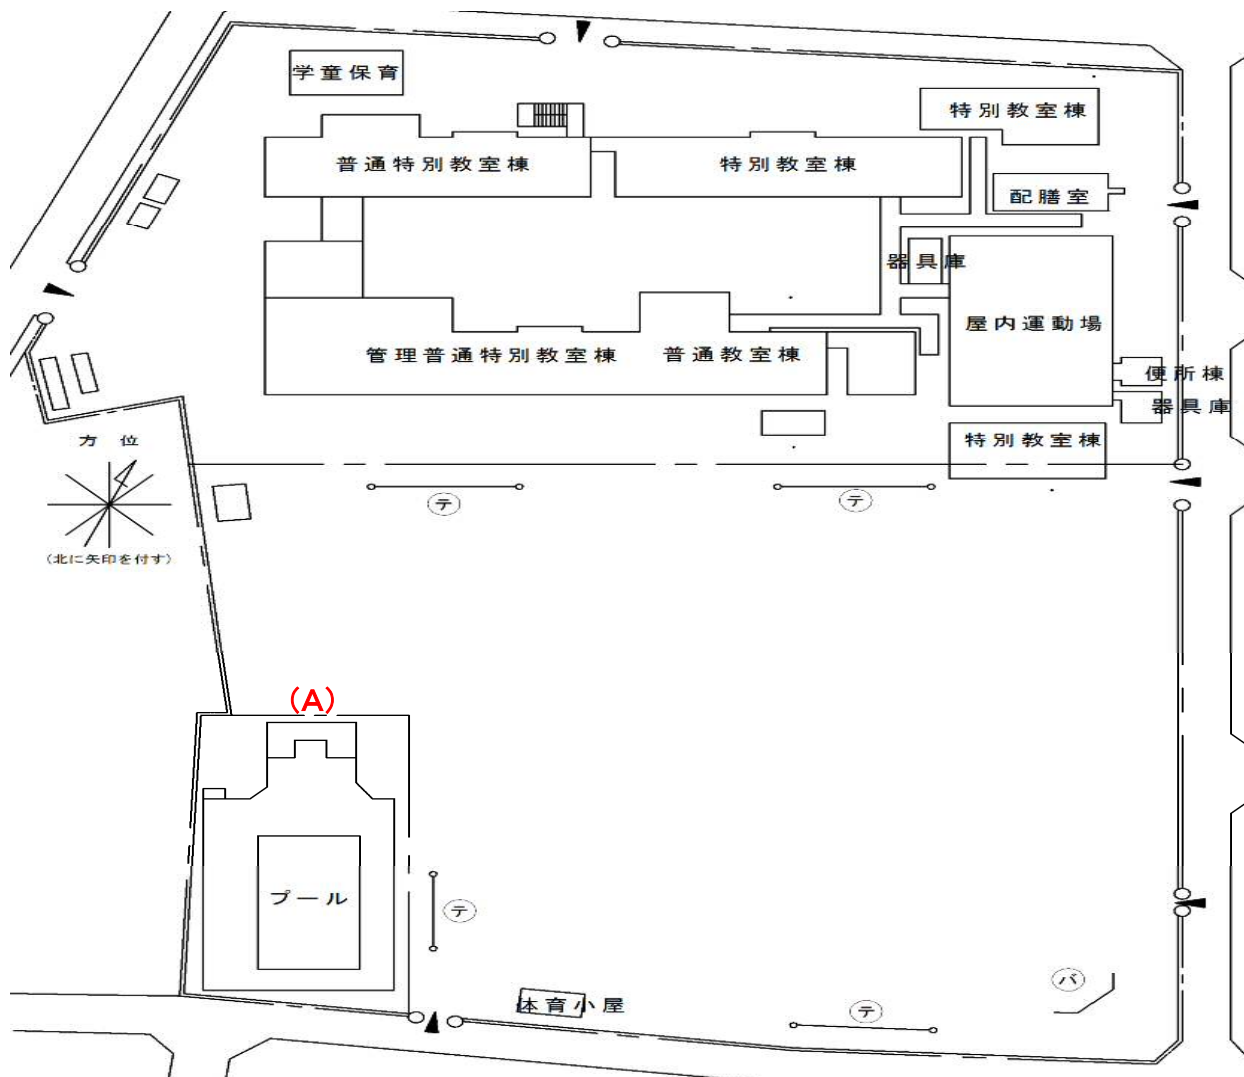 学童保育
特別教室棟
普通特別教室棟
特別教室棟
配膳室
器具庫
屋内運動場
管理普通特別教室棟
普通教室棟
便所棟
器具庫
方位
特別教室棟
テ
テ
(北に矢印を付す)
(A)
プール
テ
体育小屋
バ
テ